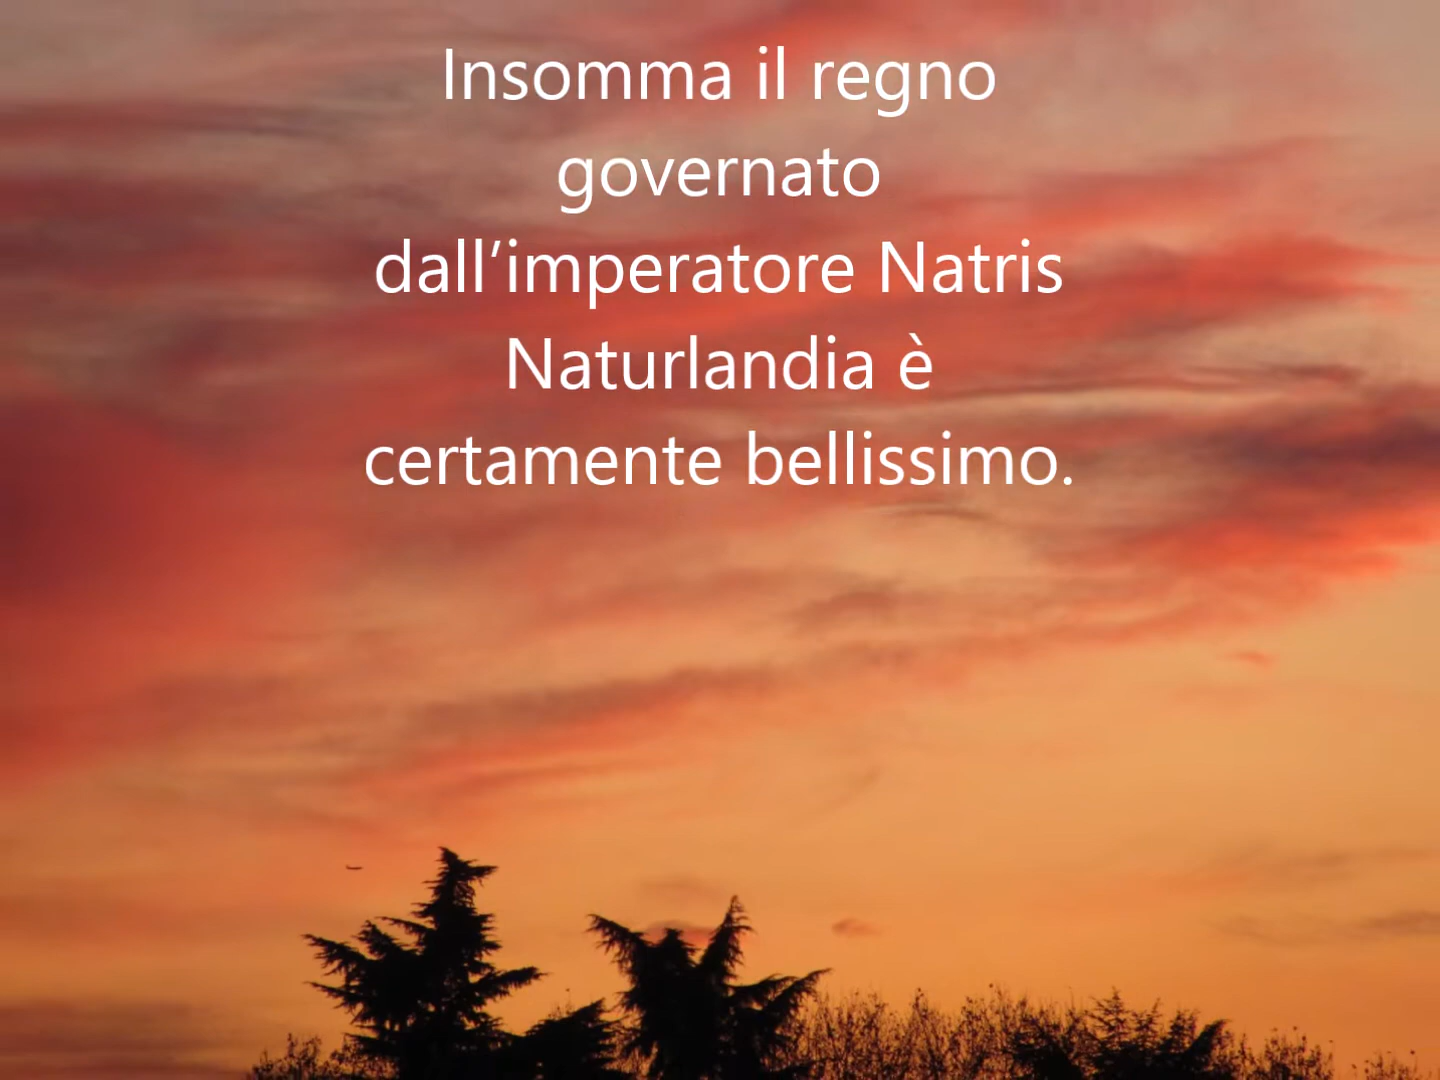 Insomma il regno
governato
dall’imperatore Natris
Naturlandia è
certamente bellissimo.